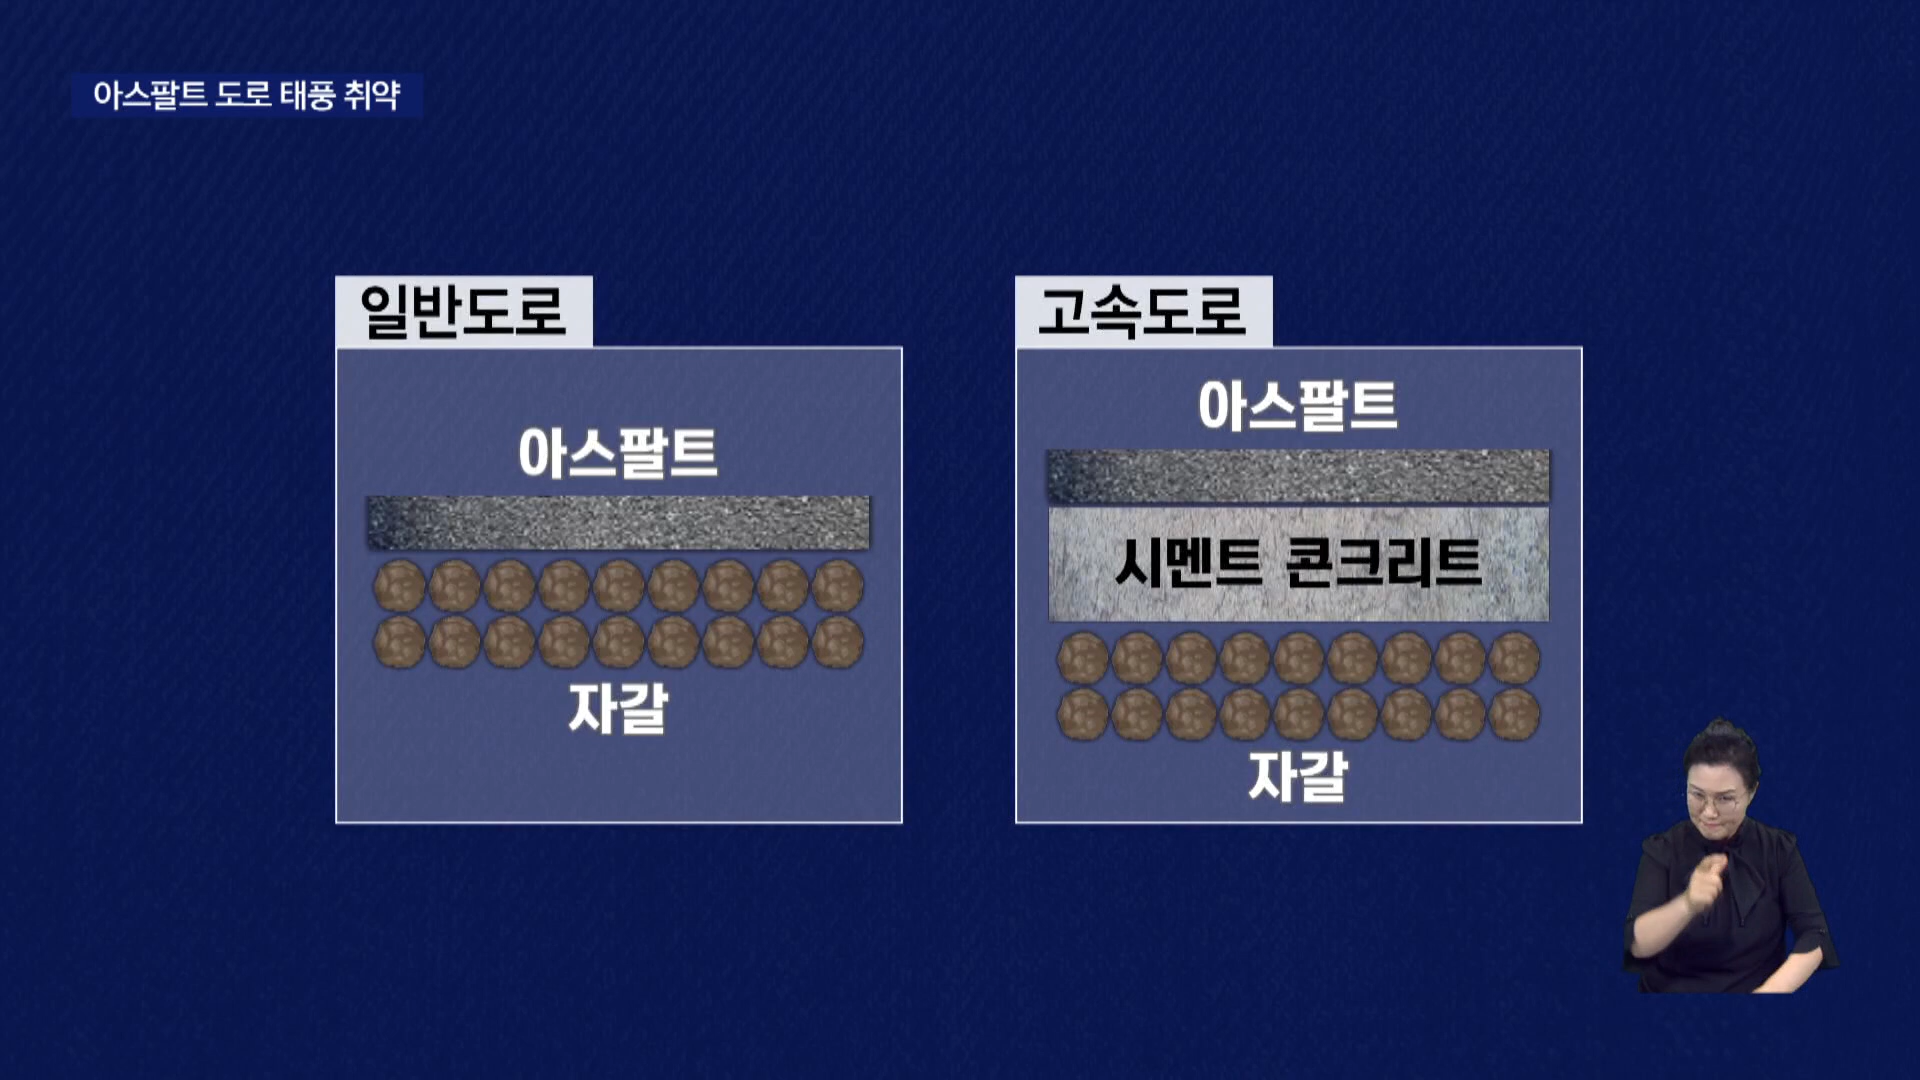 아스팔트 도로 태풍 취약
일반도로
아스팔트
자갈
고속도로
아스팔트
시멘트 콘크리트
자갈